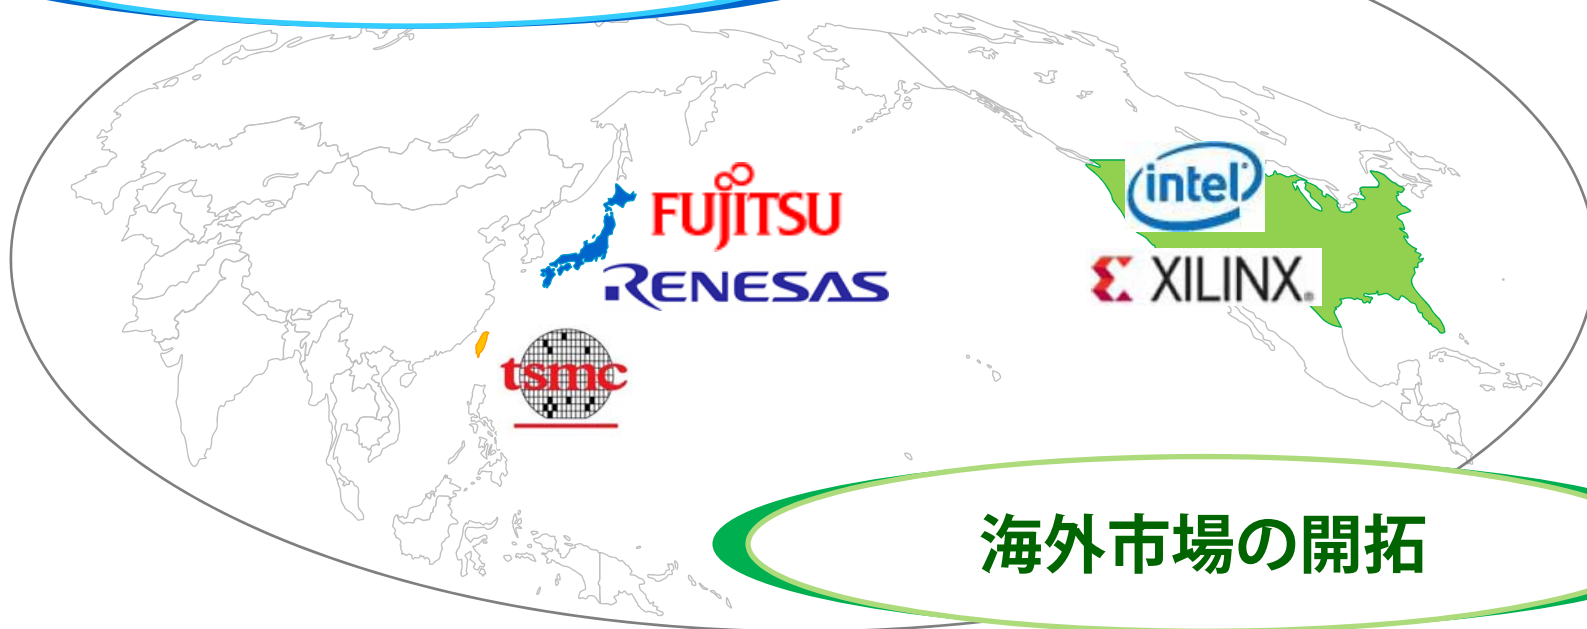 FUJITSU
RENESAS
intel
XILINX
tsmc
海外市場の開拓